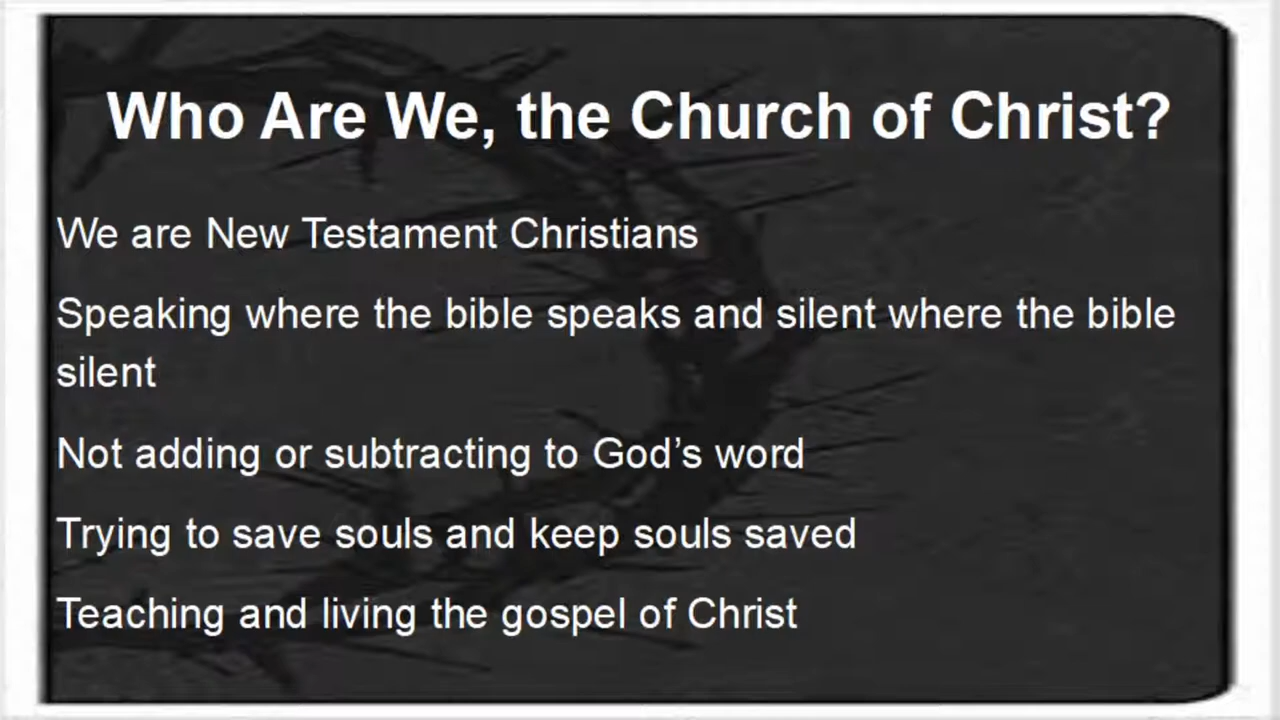 Who Are We, the Church of Christ?
We are New Testament Christians
Speaking where the bible speaks and silent where the bible
silent
Not adding or subtracting to God’s word
Trying to save souls and keep souls saved
Teaching and living the gospel of Christ